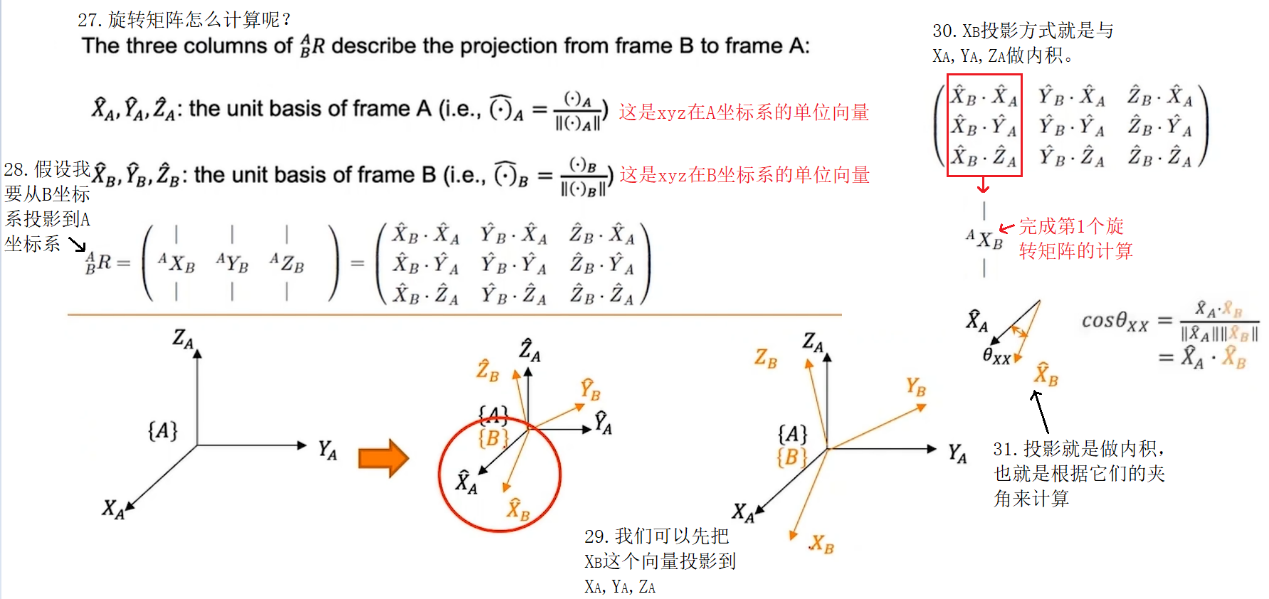 27.旋转矩阵怎么计算呢?
The three columns of ᴬ_BR describe the projection from frame B to frame A:
X̂_A, Ŷ_A, Ẑ_A: the unit basis of frame A (i.e., (·)̂_A = (·)_A / ‖(·)_A‖) 这是xyz在A坐标系的单位向量
X̂_B, Ŷ_B, Ẑ_B: the unit basis of frame B (i.e., (·)̂_B = (·)_B / ‖(·)_B‖) 这是xyz在B坐标系的单位向量
28.假设我
要从B坐标
系投影到A
坐标系
ᴬ_BR = ( | | | ; ᴬX_B ᴬY_B ᴬZ_B ; | | | ) =
X̂_B · X̂_A Ŷ_B · X̂_A Ẑ_B · X̂_A
X̂_B · Ŷ_A Ŷ_B · Ŷ_A Ẑ_B · Ŷ_A
X̂_B · Ẑ_A Ŷ_B · Ẑ_A Ẑ_B · Ẑ_A
30.XB投影方式就是与
XA,YA,ZA做内积。
X̂_B · X̂_A Ŷ_B · X̂_A Ẑ_B · X̂_A
X̂_B · Ŷ_A Ŷ_B · Ŷ_A Ẑ_B · Ŷ_A
X̂_B · Ẑ_A Ŷ_B · Ẑ_A Ẑ_B · Ẑ_A
|
ᴬX_B
|
完成第1个旋
转矩阵的计算
Z_A
{A}
Y_A
X_A
Ẑ_A
Ẑ_B
Ŷ_B
{A}
Ŷ_A
{B}
X̂_A
X̂_B
Z_A
Z_B
Y_B
{A}
Y_A
{B}
X_A
X_B
29.我们可以先把
XB这个向量投影到
XA,YA,ZA
X̂_A
θ_XX
X̂_B
cosθ_XX = X̂_A·X̂_B / ‖X̂_A‖‖X̂_B‖
= X̂_A · X̂_B
31.投影就是做内积,
也就是根据它们的夹
角来计算